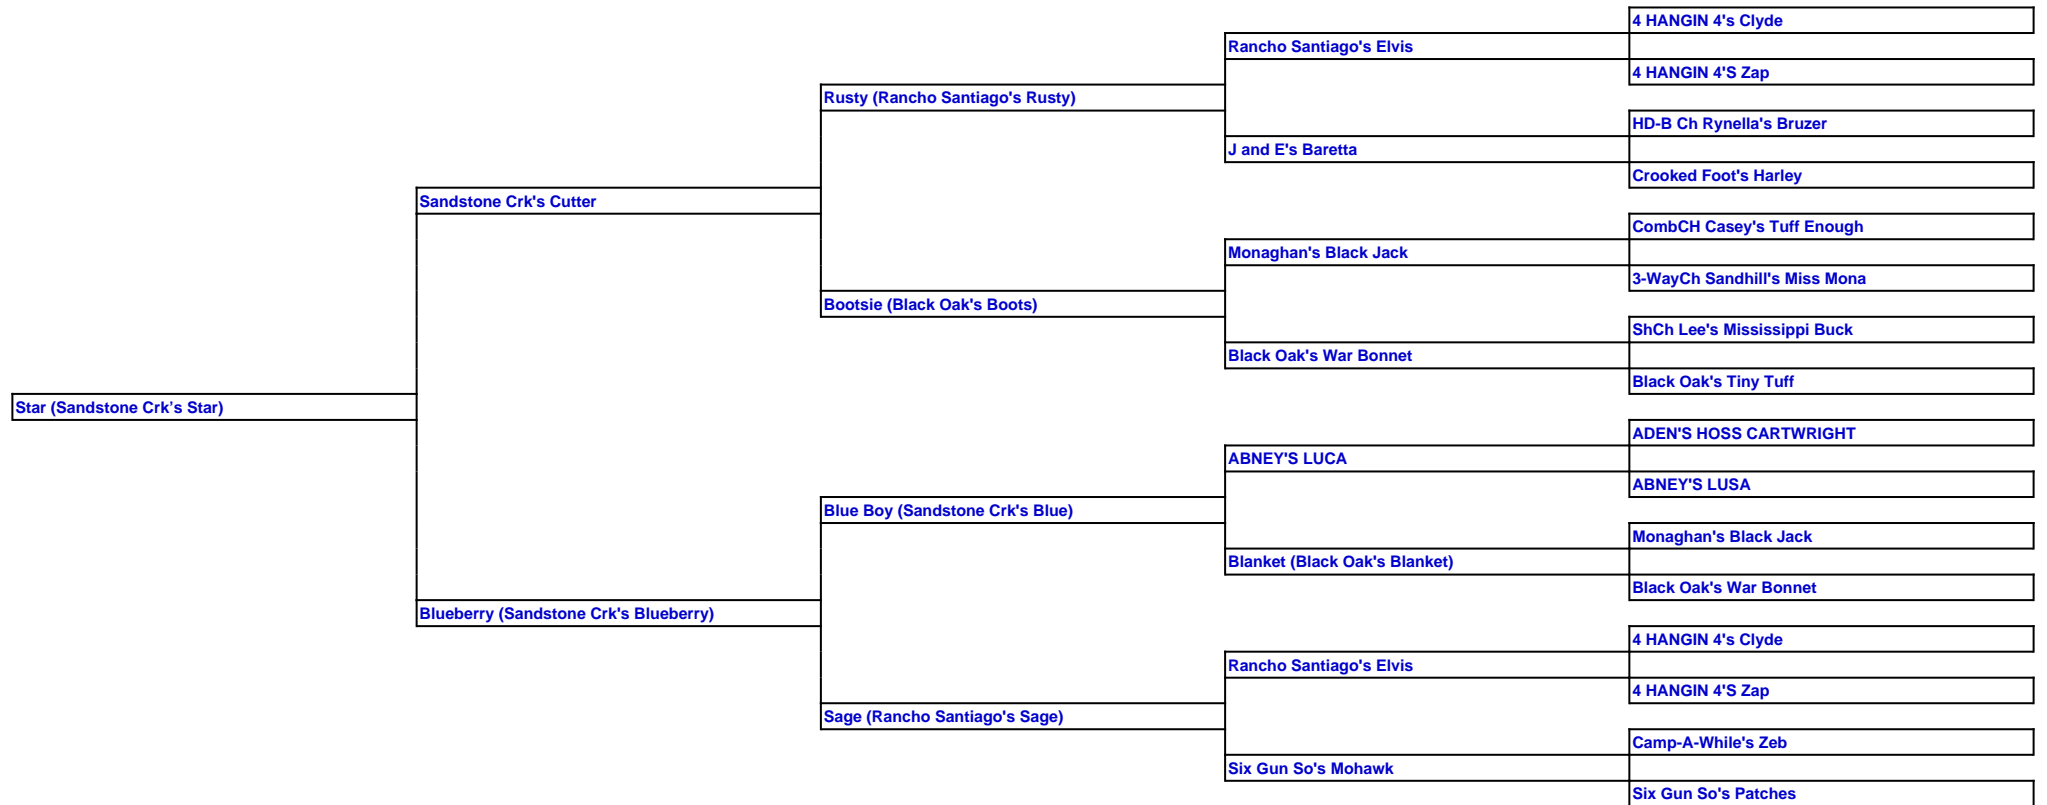 4 HANGIN 4's Clyde
Rancho Santiago's Elvis
4 HANGIN 4'S Zap
Rusty (Rancho Santiago's Rusty)
HD-B Ch Rynella's Bruzer
J and E's Baretta
Crooked Foot's Harley
Sandstone Crk's Cutter
CombCH Casey's Tuff Enough
Monaghan's Black Jack
3-WayCh Sandhill's Miss Mona
Bootsie (Black Oak's Boots)
ShCh Lee's Mississippi Buck
Black Oak's War Bonnet
Black Oak's Tiny Tuff
Star (Sandstone Crk’s Star)
ADEN'S HOSS CARTWRIGHT
ABNEY'S LUCA
ABNEY'S LUSA
Blue Boy (Sandstone Crk's Blue)
Monaghan's Black Jack
Blanket (Black Oak's Blanket)
Black Oak's War Bonnet
Blueberry (Sandstone Crk's Blueberry)
4 HANGIN 4's Clyde
Rancho Santiago's Elvis
4 HANGIN 4'S Zap
Sage (Rancho Santiago's Sage)
Camp-A-While's Zeb
Six Gun So's Mohawk
Six Gun So's Patches